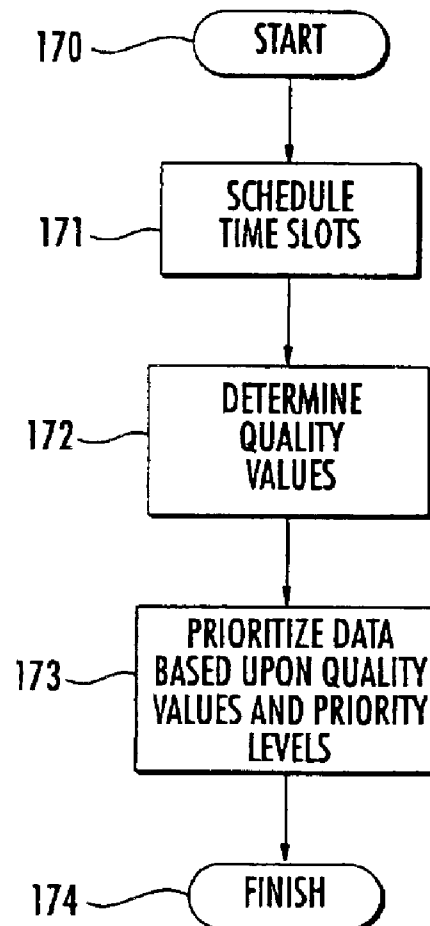 170
START
171
SCHEDULE
TIME SLOTS
172
DETERMINE
QUALITY
VALUES
173
PRIORITIZE DATA
BASED UPON QUALITY
VALUES AND PRIORITY
LEVELS
174
FINISH